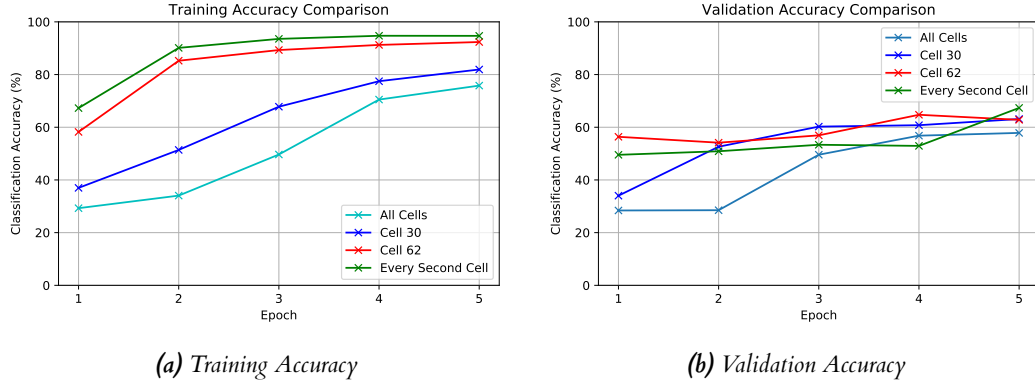 Training Accuracy Comparison
Classification Accuracy (%)
100
80
60
40
20
0
All Cells
Cell 30
Cell 62
Every Second Cell
1 2 3 4 5
Epoch
(a) Training Accuracy
Validation Accuracy Comparison
Classification Accuracy (%)
100
80
60
40
20
0
All Cells
Cell 30
Cell 62
Every Second Cell
1 2 3 4 5
Epoch
(b) Validation Accuracy